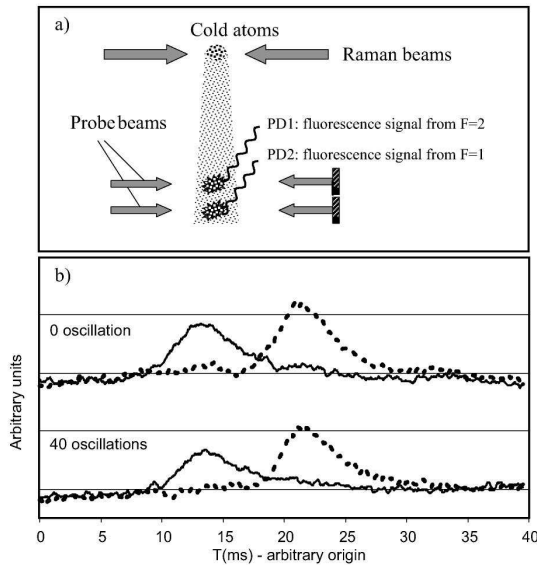 a)
Cold atoms
Raman beams
PD1: fluorescence signal from F=2
Probe beams
PD2: fluorescence signal from F=1
b)
0 oscillation
Arbitrary units
40 oscillations
0 5 10 15 20 25 30 35 40
T(ms) - arbitrary origin